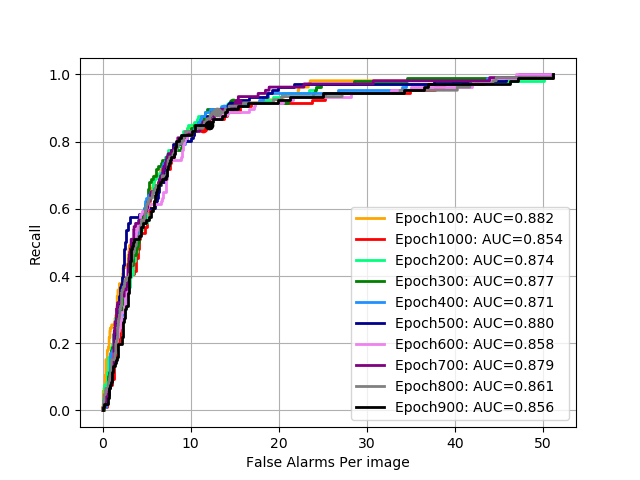 1.0
0.8
0.6
0.4
0.2
0.0
Recall
Epoch100: AUC=0.882
Epoch1000: AUC=0.854
Epoch200: AUC=0.874
Epoch300: AUC=0.877
Epoch400: AUC=0.871
Epoch500: AUC=0.880
Epoch600: AUC=0.858
Epoch700: AUC=0.879
Epoch800: AUC=0.861
Epoch900: AUC=0.856
0 10 20 30 40 50
False Alarms Per image